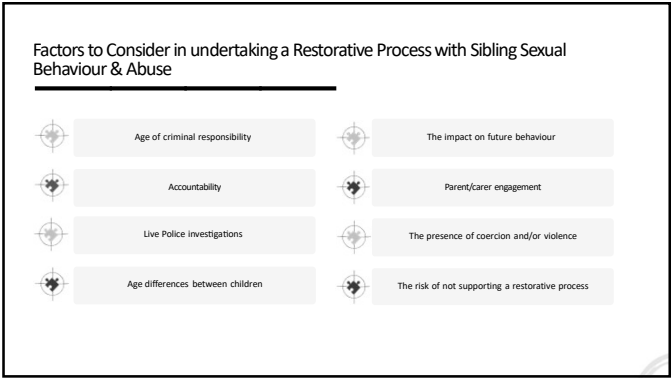 Factors to Consider in undertaking a Restorative Process with Sibling Sexual
Behaviour & Abuse
Age of criminal responsibility
Accountability
Live Police investigations
Age differences between children
The impact on future behaviour
Parent/carer engagement
The presence of coercion and/or violence
The risk of not supporting a restorative process